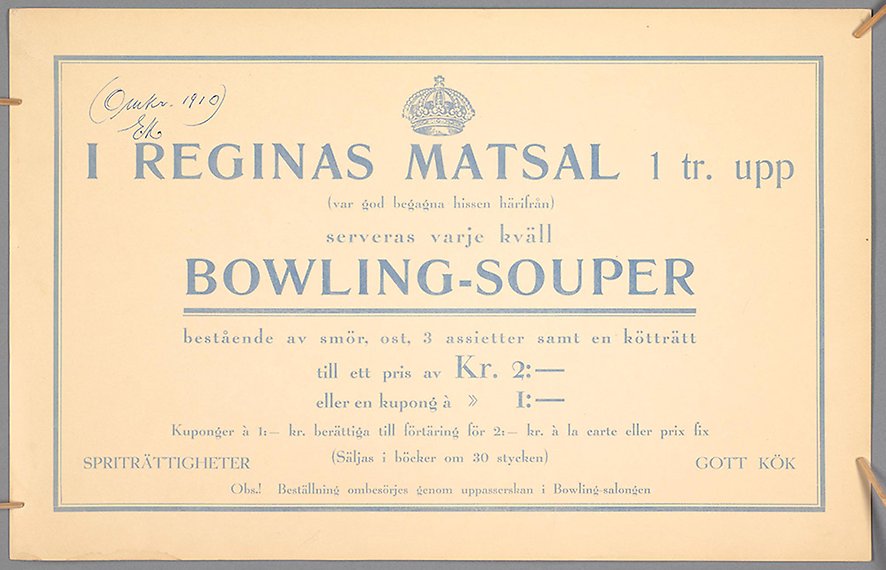 (Omkr. 1910)
EK
I REGINAS MATSAL 1 tr. upp
(var god begagna hissen härifrån)
serveras varje kväll
BOWLING-SOUPER
bestående av smör, ost, 3 assietter samt en kötträtt
till ett pris av Kr. 2:—
eller en kupong à » 1:—
Kuponger à 1:— kr. berättiga till förtäring för 2:— kr. à la carte eller prix fix
SPRITRÄTTIGHETER (Säljas i böcker om 30 stycken) GOTT KÖK
Obs.! Beställning ombesörjes genom uppasserskan i Bowling-salongen